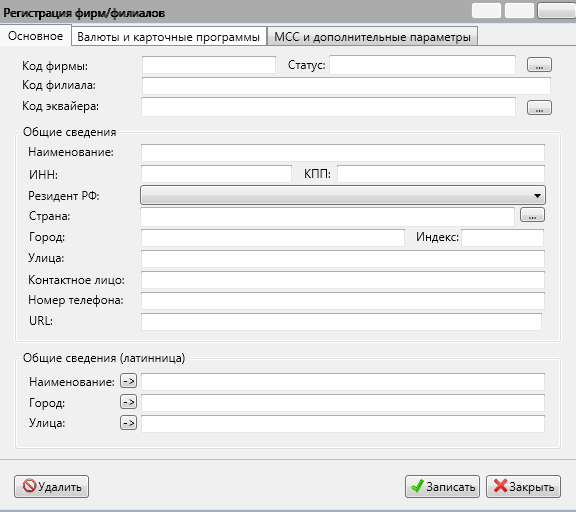 Регистрация фирм/филиалов
Основное Валюты и карточные программы МСС и дополнительные параметры
Код фирмы: Статус: ...
Код филиала:
Код эквайера: ...
Общие сведения
Наименование:
ИНН: КПП:
Резидент РФ:
Страна: ...
Город: Индекс:
Улица:
Контактное лицо:
Номер телефона:
URL:
Общие сведения (латинница)
Наименование: ->
Город: ->
Улица: ->
Удалить Записать Закрыть